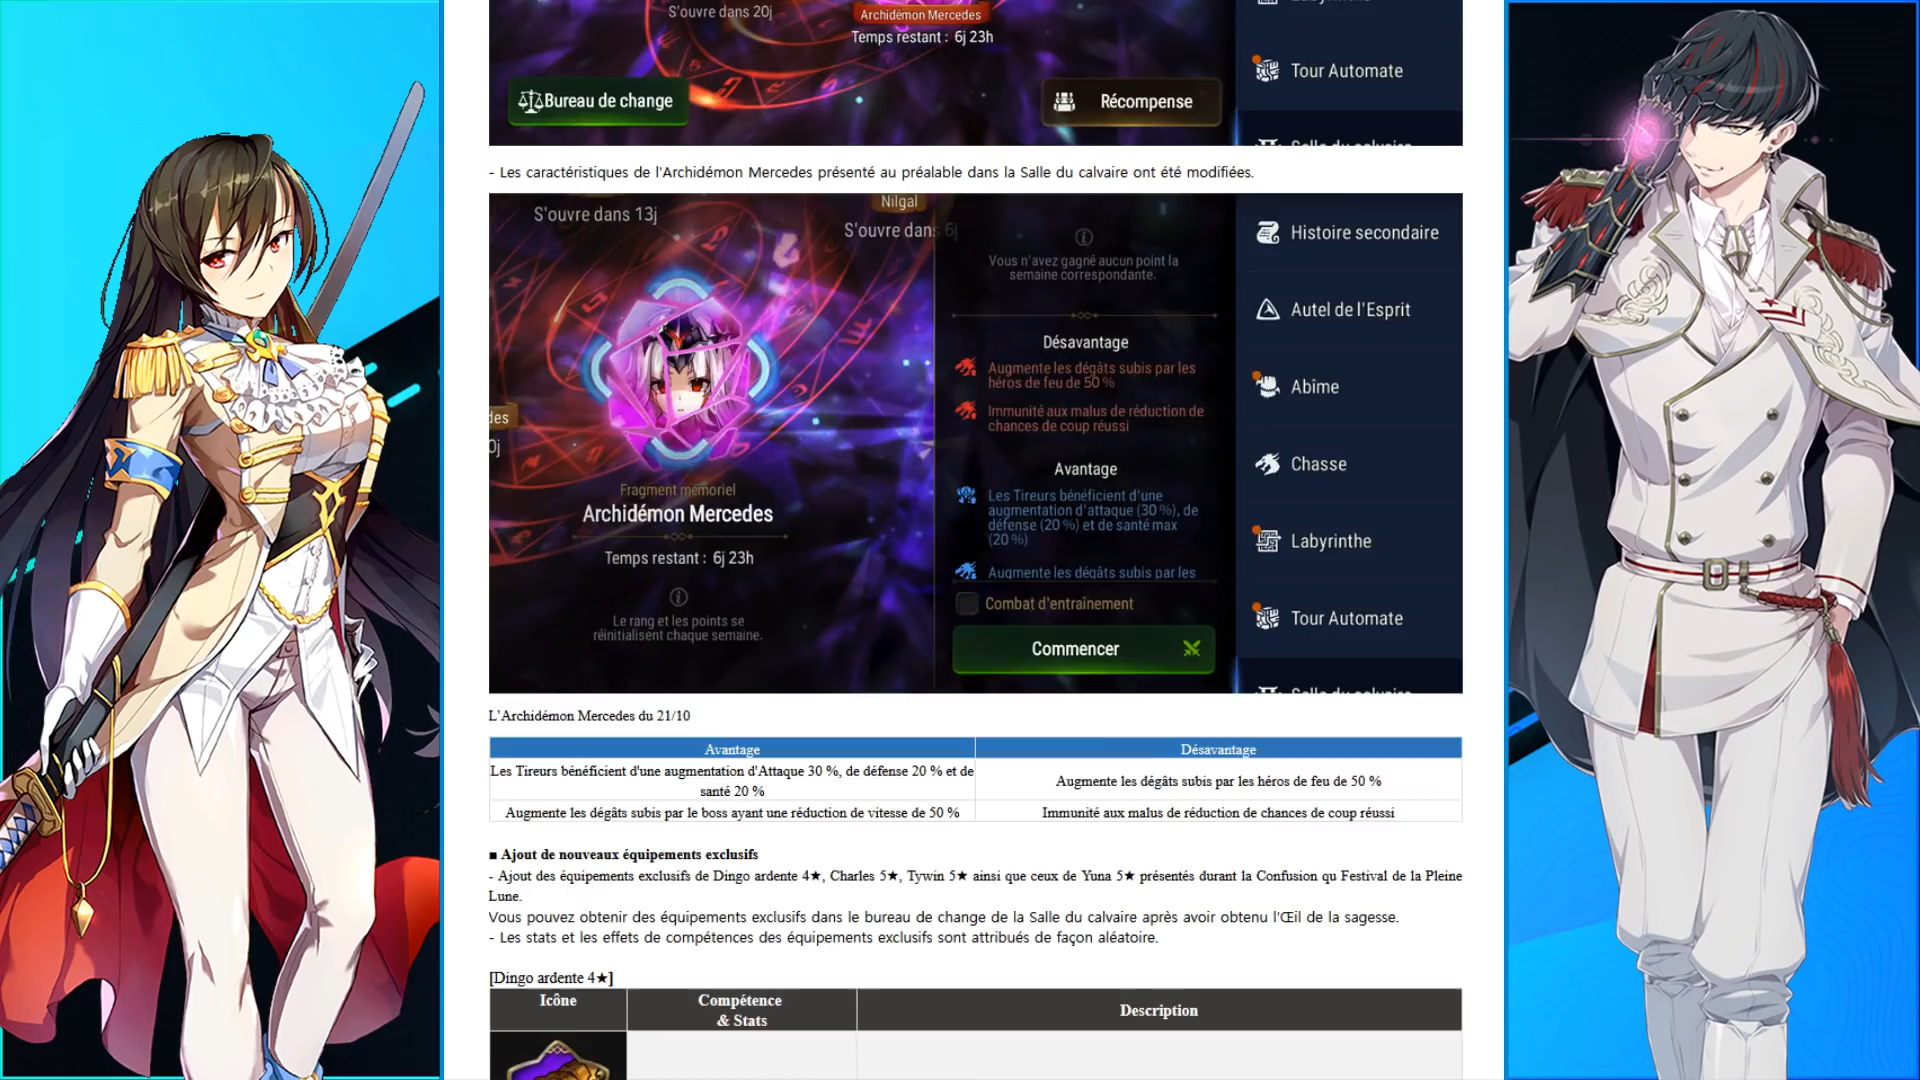 S'ouvre dans 20j
Archidémon Mercedes
Temps restant : 6j 23h
Bureau de change
Récompense
Tour Automate
- Les caractéristiques de l'Archidémon Mercedes présenté au préalable dans la Salle du calvaire ont été modifiées.
S'ouvre dans 13j
Nilgal
S'ouvre dans 6j
des
0j
Fragment mémoriel
Archidémon Mercedes
Temps restant : 6j 23h
Le rang et les points se
réinitialisent chaque semaine.
Vous n'avez gagné aucun point la
semaine correspondante.
Désavantage
Augmente les dégâts subis par les
héros de feu de 50 %
Immunité aux malus de réduction de
chances de coup réussi
Avantage
Les Tireurs bénéficient d'une
augmentation d'attaque (30 %), de
défense (20 %) et de santé max
(20 %)
Augmente les dégâts subis par les
Combat d'entraînement
Commencer
Histoire secondaire
Autel de l'Esprit
Abîme
Chasse
Labyrinthe
Tour Automate
L'Archidémon Mercedes du 21/10
Avantage
Désavantage
Les Tireurs bénéficient d'une augmentation d'Attaque 30 %, de défense 20 % et de
santé 20 %
Augmente les dégâts subis par les héros de feu de 50 %
Augmente les dégâts subis par le boss ayant une réduction de vitesse de 50 %
Immunité aux malus de réduction de chances de coup réussi
■ Ajout de nouveaux équipements exclusifs
- Ajout des équipements exclusifs de Dingo ardente 4★, Charles 5★, Tywin 5★ ainsi que ceux de Yuna 5★ présentés durant la Confusion qu Festival de la Pleine
Lune.
Vous pouvez obtenir des équipements exclusifs dans le bureau de change de la Salle du calvaire après avoir obtenu l'Œil de la sagesse.
- Les stats et les effets de compétences des équipements exclusifs sont attribués de façon aléatoire.
[Dingo ardente 4★]
Icône
Compétence
& Stats
Description